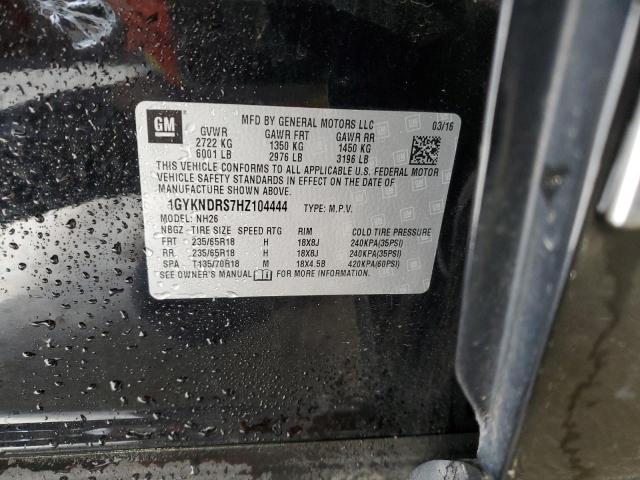 GM
MFD BY GENERAL MOTORS LLC 03/16
GVWR GAWR FRT GAWR RR
2722 KG 1350 KG 1450 KG
6001 LB 2976 LB 3196 LB
THIS VEHICLE CONFORMS TO ALL APPLICABLE U.S. FEDERAL MOTOR
VEHICLE SAFETY STANDARDS IN EFFECT ON THE DATE OF
MANUFACTURE SHOWN ABOVE.
1GYKNDRS7HZ104444 TYPE: M.P.V.
MODEL: NH26
NBGZ TIRE SIZE SPEED RTG RIM COLD TIRE PRESSURE
FRT 235/65R18 H 18X8J 240KPA(35PSI)
RR 235/65R18 H 18X8J 240KPA(35PSI)
SPA T135/70R18 M 18X4.5B 420KPA(60PSI)
SEE OWNER'S MANUAL FOR MORE INFORMATION.